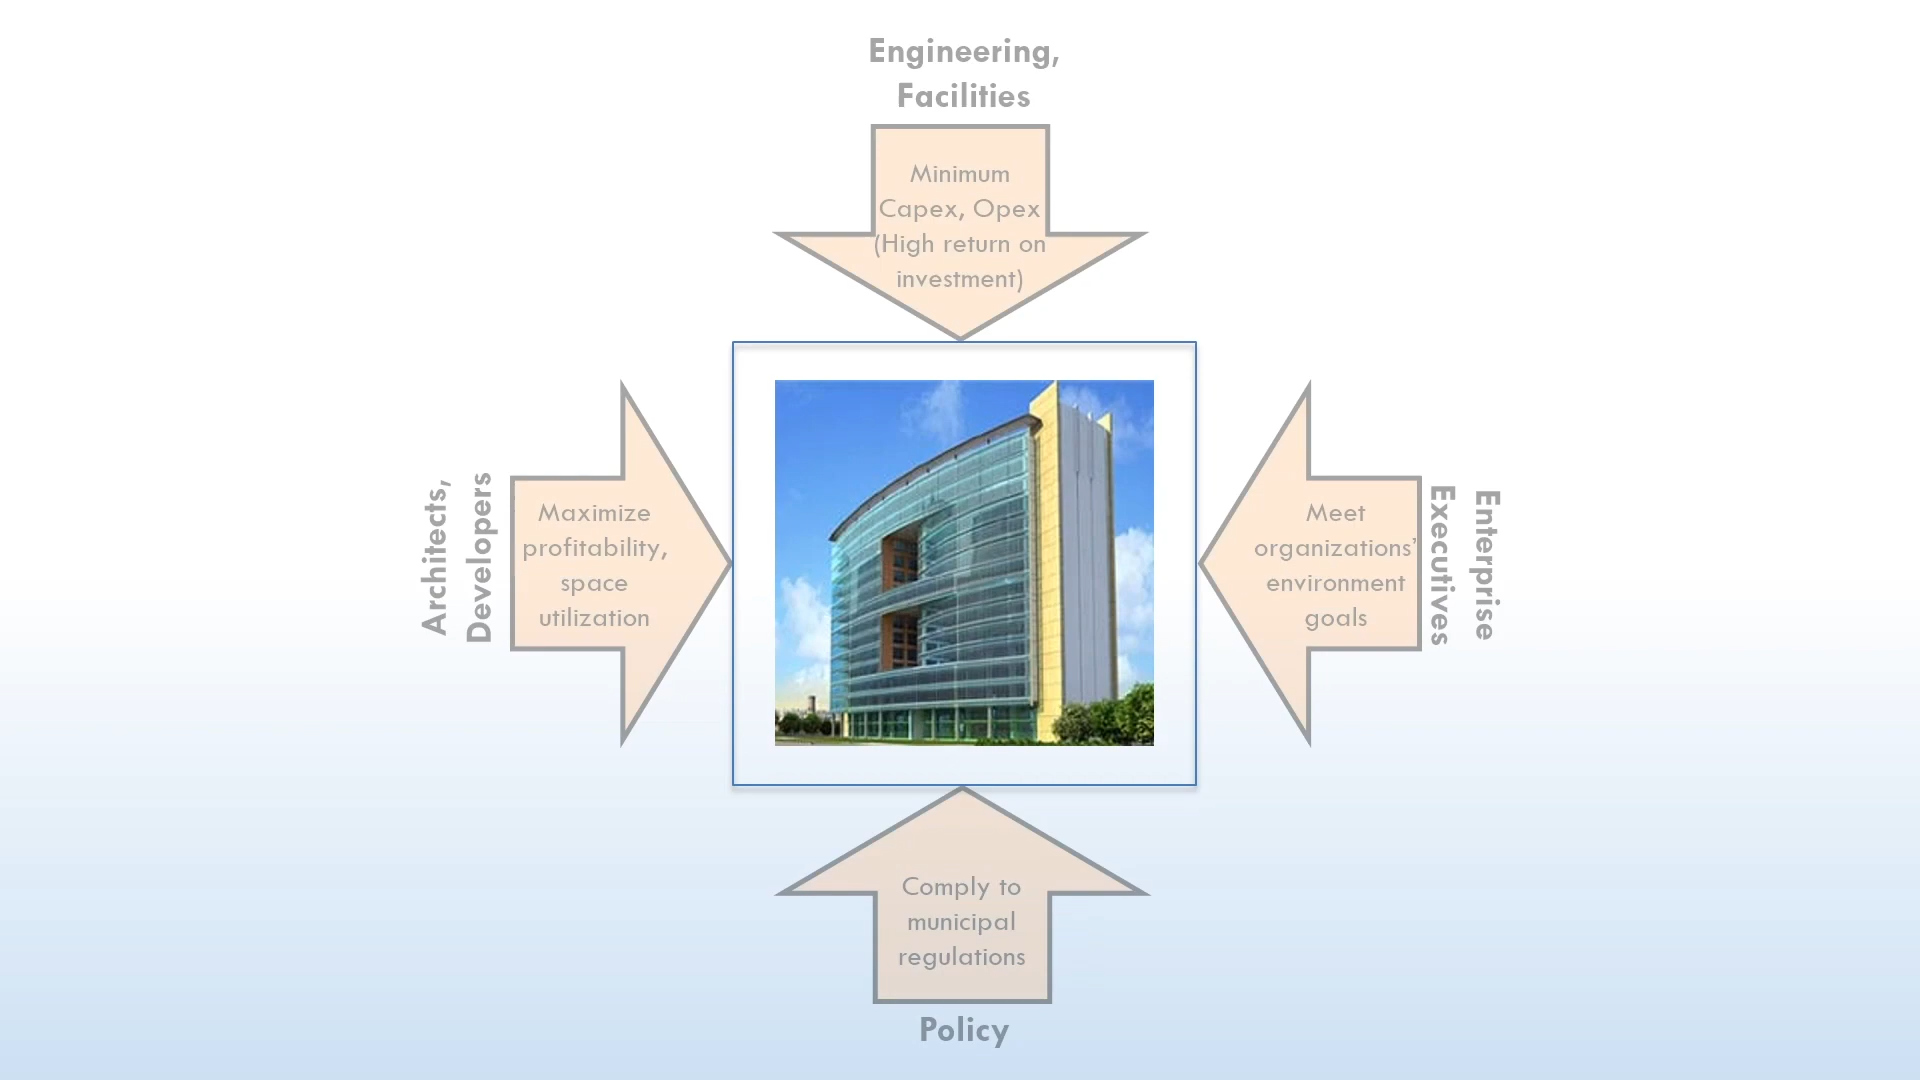 Engineering,
Facilities
Minimum
Capex, Opex
(High return on
investment)
Architects,
Developers
Maximize
profitability,
space
utilization
Meet
organizations’
environment
goals
Enterprise
Executives
Comply to
municipal
regulations
Policy